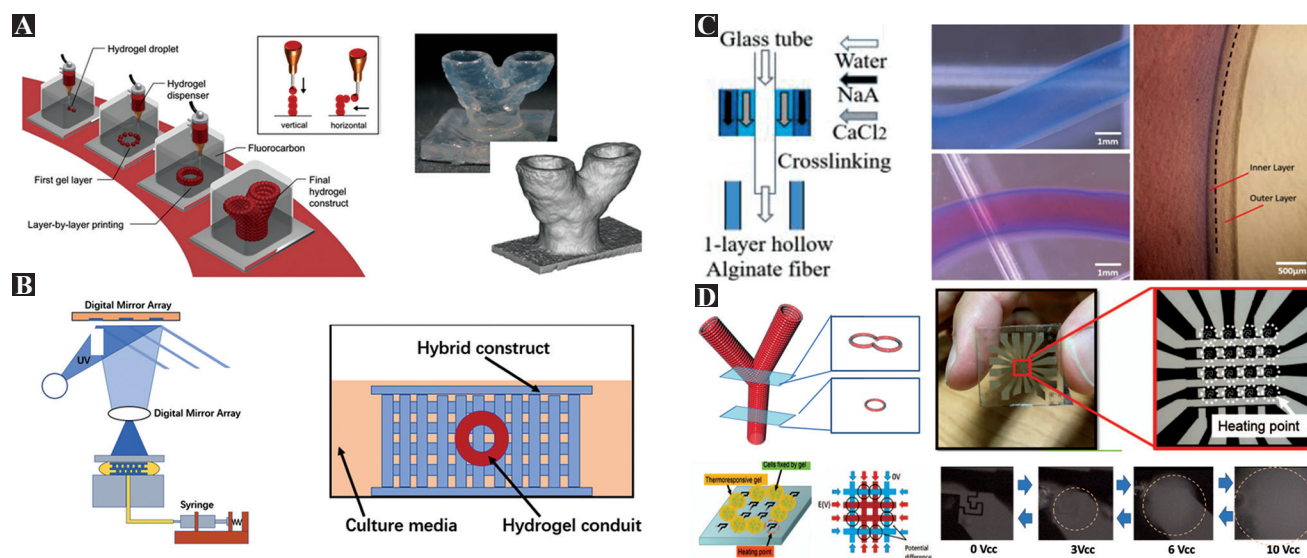 A
Hydrogel droplet
Hydrogel
dispenser
vertical
horizontal
Fluorocarbon
First gel layer
Final
hydrogel
construct
Layer-by-layer printing
B
Digital Mirror Array
UV
Digital Mirror Array
Syringe
Hybrid construct
Culture media
Hydrogel conduit
C
Glass tube
Water
NaA
CaCl2
Crosslinking
1-layer hollow
Alginate fiber
1mm
1mm
Inner Layer
Outer Layer
500μm
D
Heating point
Cells fixed by gel
Thermoresponsive gel
Heating point
0V
E(V)
Potential
difference
0 Vcc
3Vcc
6 Vcc
10 Vcc